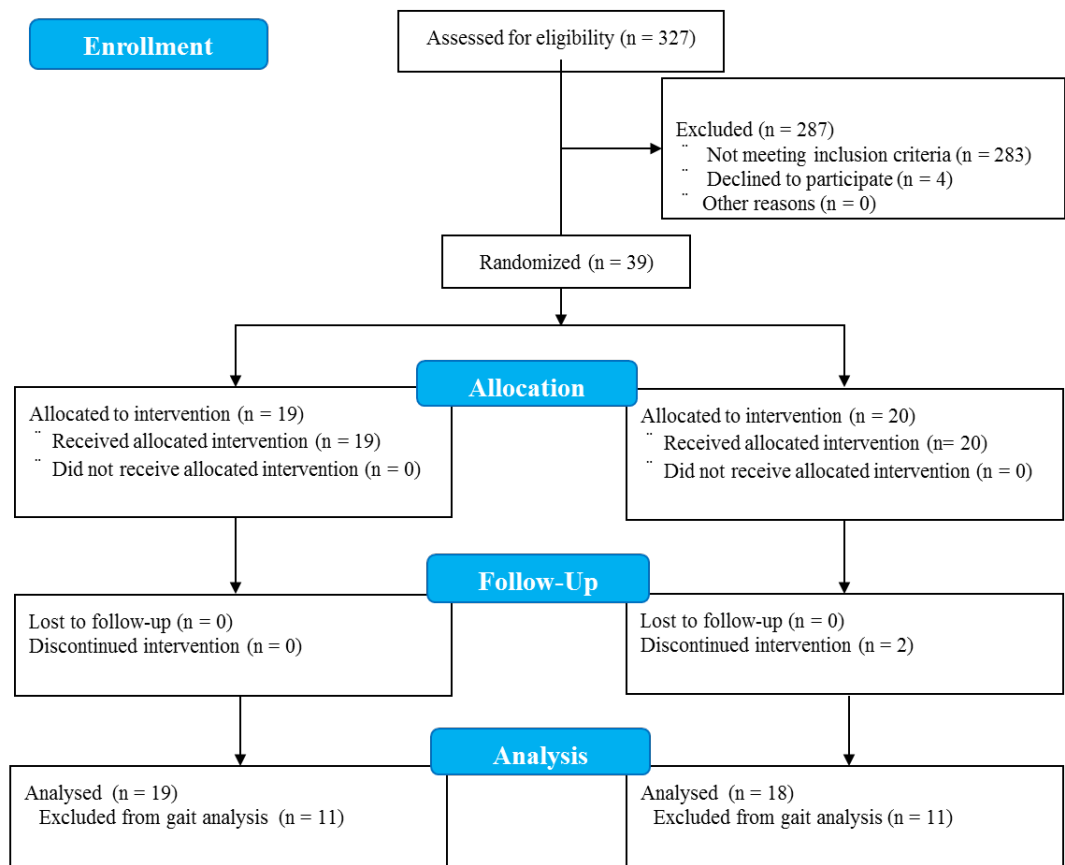 Enrollment
Assessed for eligibility (n = 327)
Excluded (n = 287)
¨ Not meeting inclusion criteria (n = 283)
¨ Declined to participate (n = 4)
¨ Other reasons (n = 0)
Randomized (n = 39)
Allocation
Allocated to intervention (n = 19)
¨ Received allocated intervention (n = 19)
¨ Did not receive allocated intervention (n = 0)
Allocated to intervention (n = 20)
¨ Received allocated intervention (n= 20)
¨ Did not receive allocated intervention (n = 0)
Follow-Up
Lost to follow-up (n = 0)
Discontinued intervention (n = 0)
Lost to follow-up (n = 0)
Discontinued intervention (n = 2)
Analysis
Analysed (n = 19)
Excluded from gait analysis (n = 11)
Analysed (n = 18)
Excluded from gait analysis (n = 11)